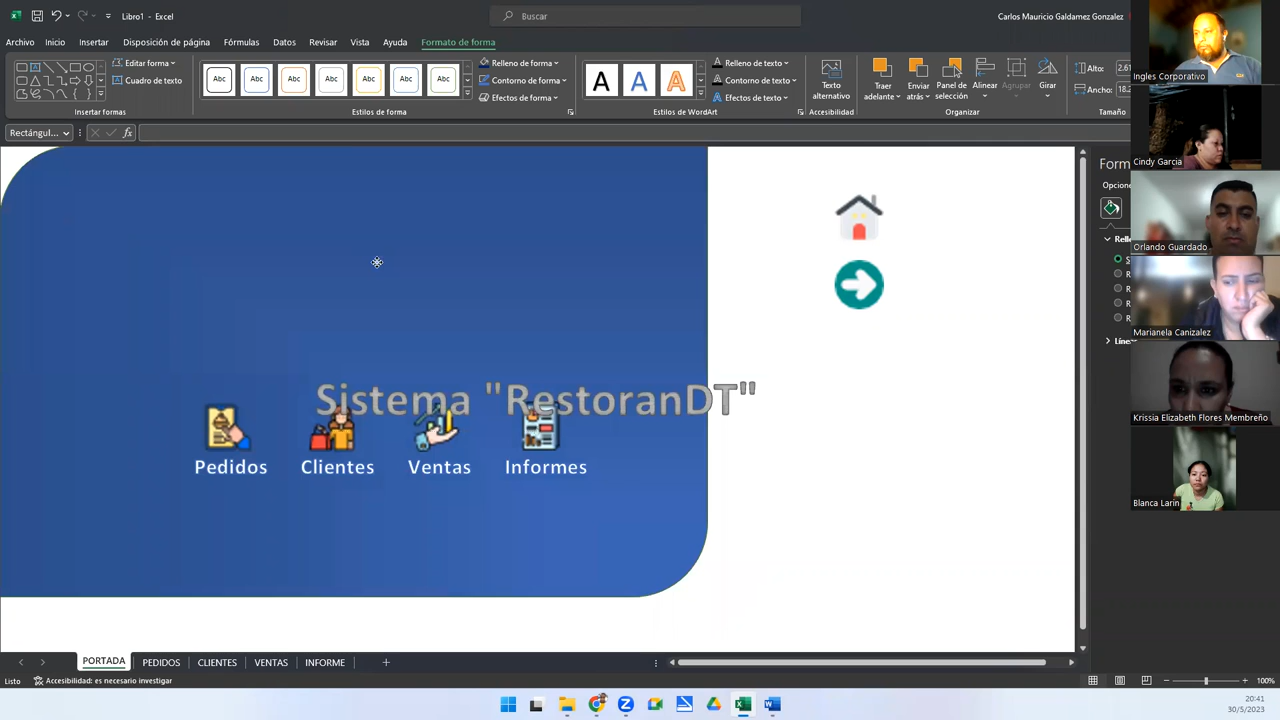 Libro1 - Excel
Buscar
Carlos Mauricio Galdamez Gonzalez
Archivo Inicio Insertar Disposición de página Fórmulas Datos Revisar Vista Ayuda Formato de forma
Editar forma
Cuadro de texto
Insertar formas
Abc Abc Abc Abc Abc Abc Abc
Relleno de forma
Contorno de forma
Efectos de forma
Estilos de forma
A A A
Relleno de texto
Contorno de texto
Efectos de texto
Estilos de WordArt
Texto alternativo
Accesibilidad
Traer adelante
Enviar atrás
Panel de selección
Alinear
Agrupar
Girar
Organizar
Alto:
Ancho:
Tamaño
Rectángul...
fx
Sistema "RestoranDT"
Pedidos Clientes Ventas Informes
Form
Opcion
Relle
Línea
Ingles Corporativo
Cindy Garcia
Orlando Guardado
Marianela Canizalez
Krissia Elizabeth Flores Membreño
Blanca Larin
PORTADA PEDIDOS CLIENTES VENTAS INFORME
Listo
Accesibilidad: es necesario investigar
100%
20:41
30/5/2023